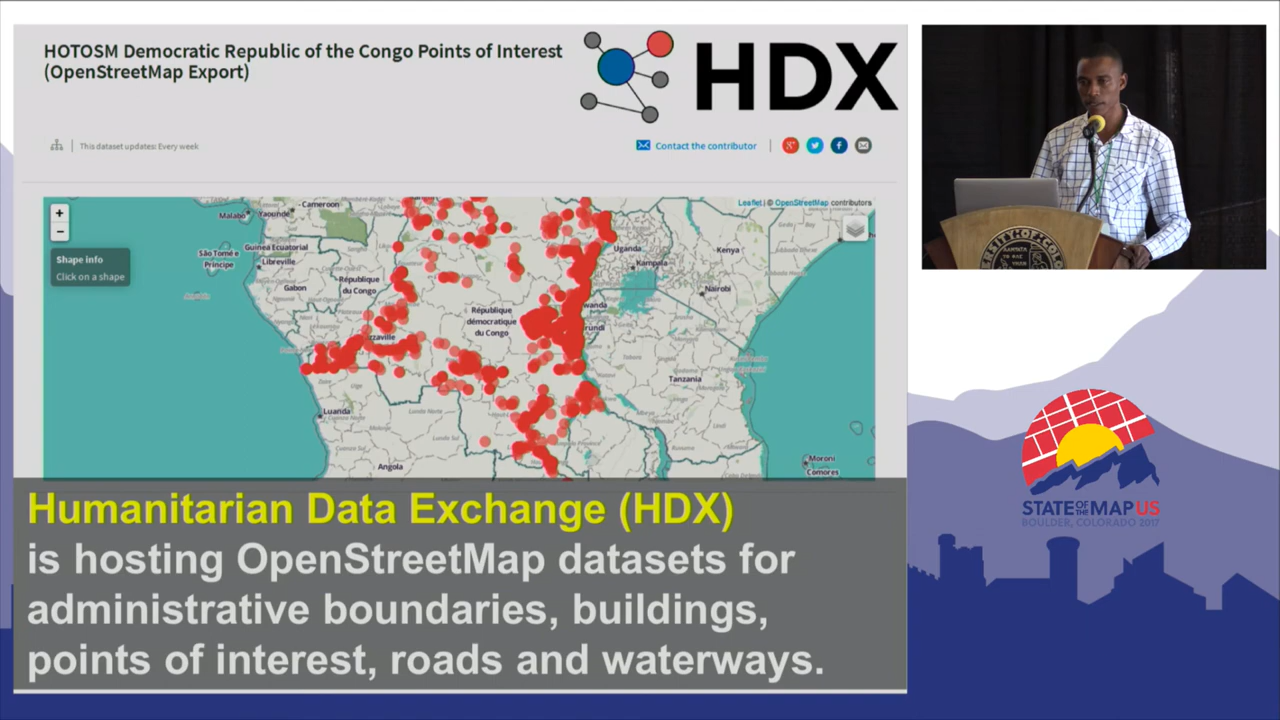 HOTOSM Democratic Republic of the Congo Points of Interest
(OpenStreetMap Export)
HDX
This dataset updates: Every week
Contact the contributor
+
−
Leaflet | © OpenStreetMap contributors
Shape info
Click on a shape
Malabo
Yaoundé
Cameroon
São Tomé e
Príncipe
Guinea Ecuatorial
Libreville
Gabon
République
du Congo
zzaville
République
démocratique
du Congo
Uganda
Kampala
Kenya
Nairobi
wanda
rundi
Tanzania
Luanda
Angola
Moroni
Comores
Humanitarian Data Exchange (HDX)
is hosting OpenStreetMap datasets for
administrative boundaries, buildings,
points of interest, roads and waterways.
STATE OF THE MAP US
BOULDER, COLORADO 2017